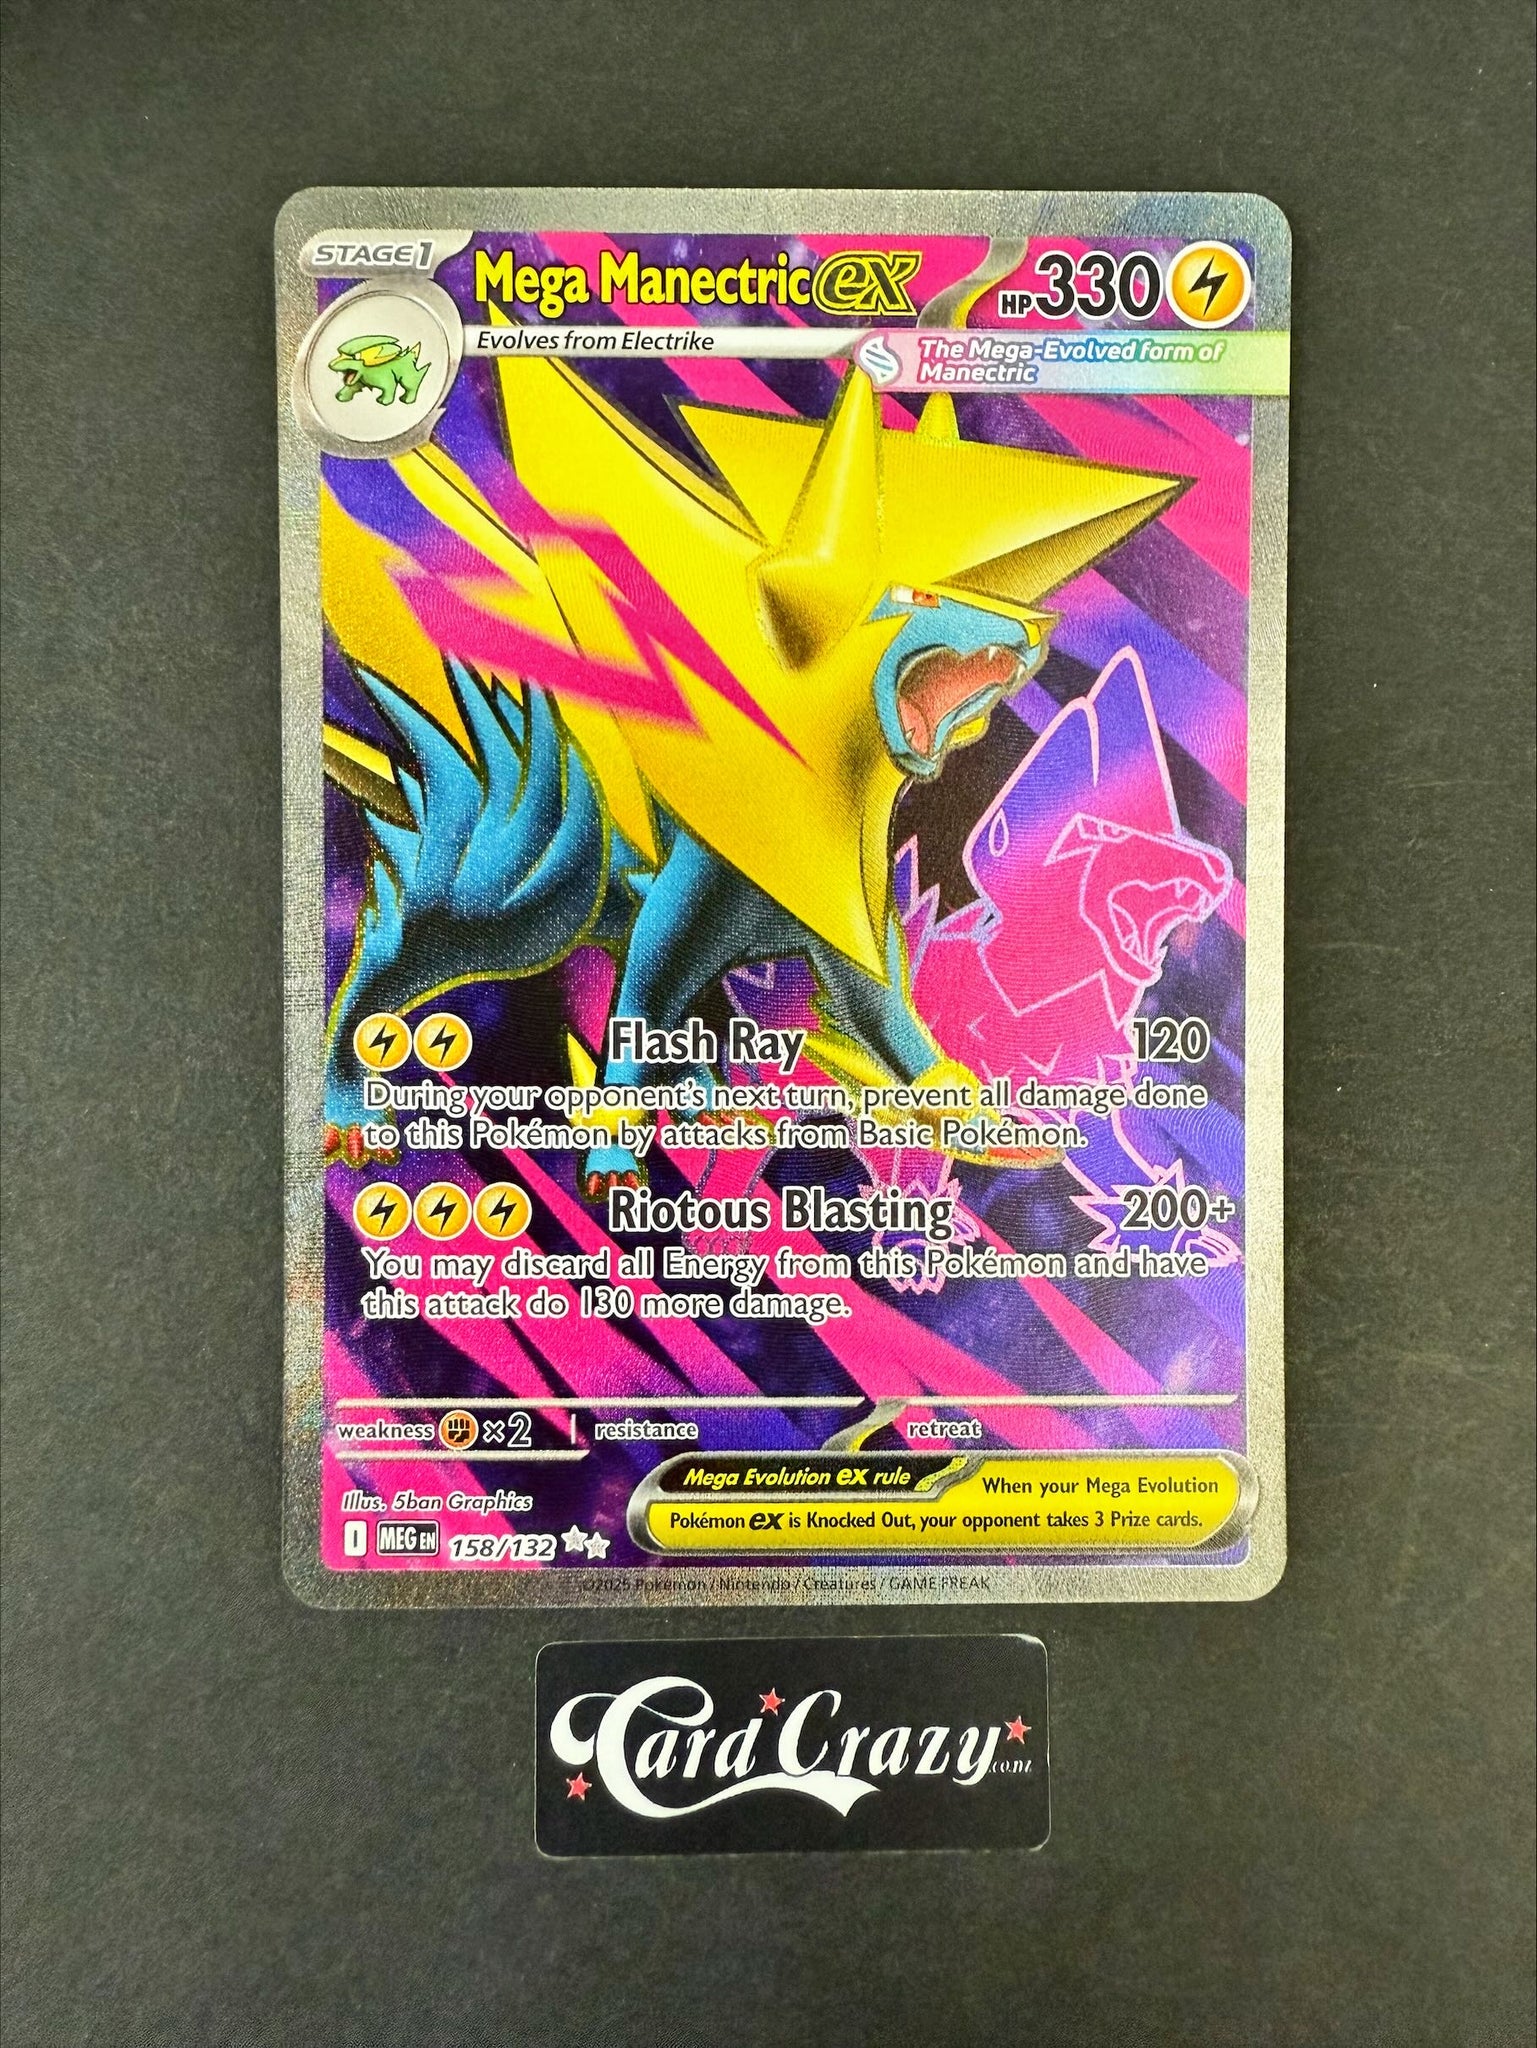 STAGE1
Mega Manectric ex
HP 330
Evolves from Electrike
The Mega-Evolved form of
Manectric
Flash Ray 120
During your opponent's next turn, prevent all damage done
to this Pokémon by attacks from Basic Pokémon.
Riotous Blasting 200+
You may discard all Energy from this Pokémon and have
this attack do 130 more damage.
weakness ×2 resistance retreat
Mega Evolution ex rule When your Mega Evolution
Pokémon ex is Knocked Out, your opponent takes 3 Prize cards.
Illus. 5ban Graphics
I MEG EN 158/132
©2025 Pokémon / Nintendo / Creatures / GAME FREAK
Card Crazy.co.nz